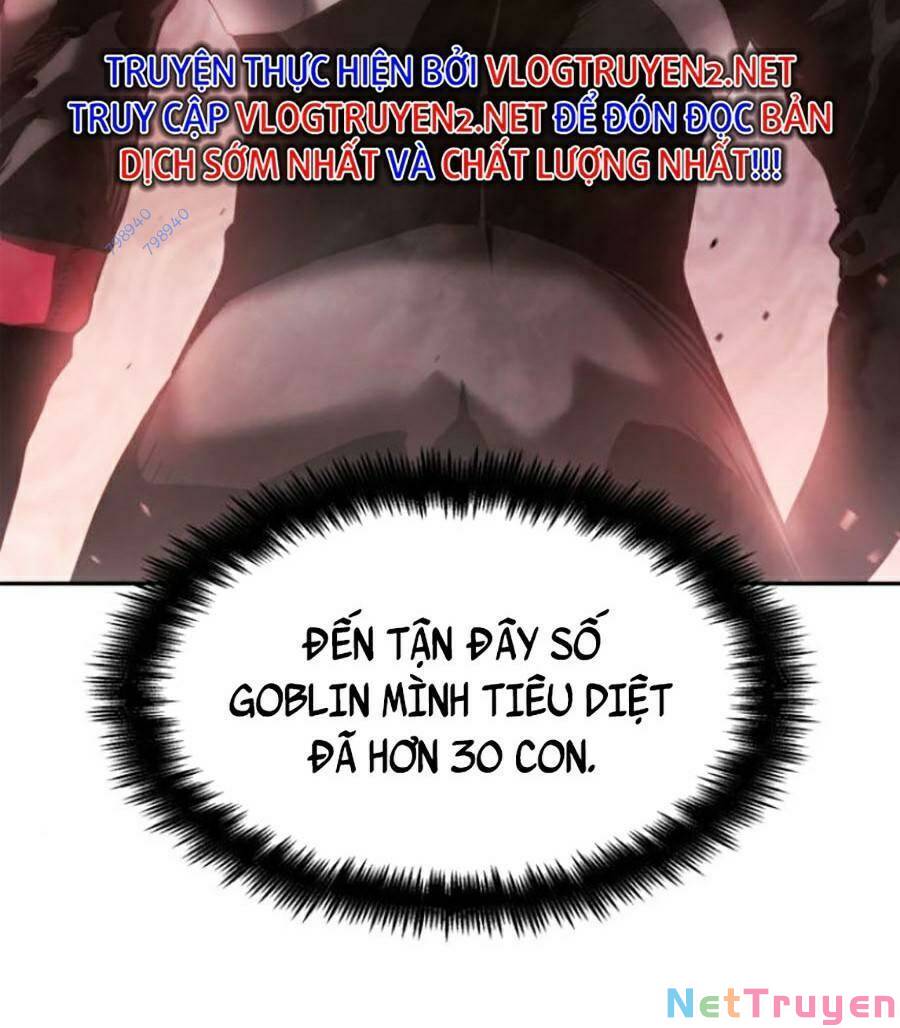 TRUYỆN THỰC HIỆN BỞI VLOGTRUYEN2.NET
TRUY CẬP VLOGTRUYEN2.NET ĐỂ ĐÓN ĐỌC BẢN
DỊCH SỚM NHẤT VÀ CHẤT LƯỢNG NHẤT!!!
798940
798940
ĐẾN TẬN ĐÂY SỐ
GOBLIN MÌNH TIÊU DIỆT
ĐÃ HƠN 30 CON.
NetTruyen